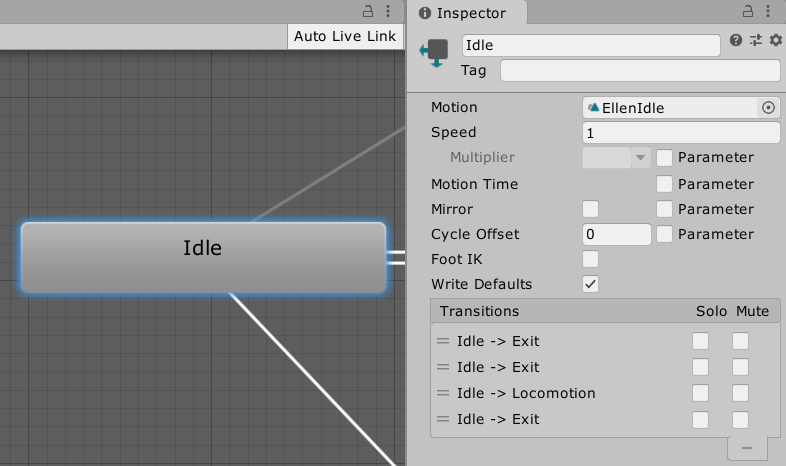 Auto Live Link
Idle
Inspector
Idle
Tag
Motion EllenIdle
Speed 1
Multiplier Parameter
Motion Time Parameter
Mirror Parameter
Cycle Offset 0 Parameter
Foot IK
Write Defaults
Transitions Solo Mute
Idle -> Exit
Idle -> Exit
Idle -> Locomotion
Idle -> Exit